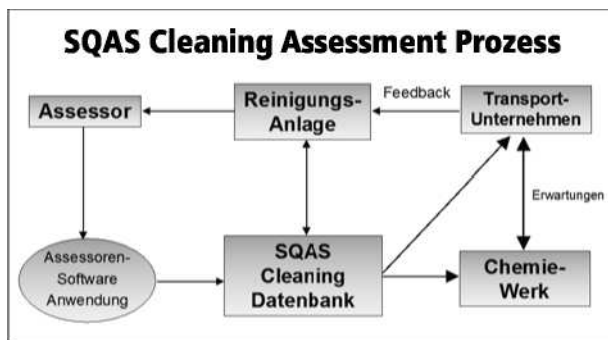 SQAS Cleaning Assessment Prozess
Assessor
Reinigungs-
Anlage
Feedback
Transport-
Unternehmen
Erwartungen
Assessoren-
Software
Anwendung
SQAS
Cleaning
Datenbank
Chemie-
Werk